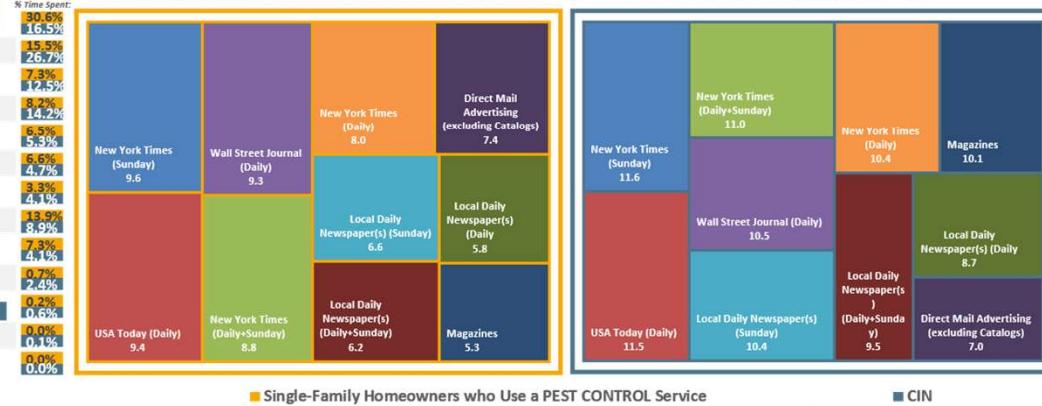 % Time Spent:
30.6%
16.5%
15.5%
26.7%
7.3%
12.5%
8.2%
14.2%
6.5%
5.3%
6.6%
4.7%
3.3%
4.1%
13.9%
8.9%
7.3%
4.1%
0.7%
2.4%
0.2%
0.6%
0.0%
0.1%
0.0%
0.0%
New York Times
(Sunday)
9.6
Wall Street Journal
(Daily)
9.3
New York Times
(Daily)
8.0
Direct Mail
Advertising
(excluding Catalogs)
7.4
Local Daily
Newspaper(s) (Sunday)
6.6
Local Daily
Newspaper(s)
(Daily
5.8
USA Today (Daily)
9.4
New York Times
(Daily+Sunday)
8.8
Local Daily
Newspaper(s)
(Daily+Sunday)
6.2
Magazines
5.3
New York Times
(Sunday)
11.6
New York Times
(Daily+Sunday)
11.0
New York Times
(Daily)
10.4
Magazines
10.1
Wall Street Journal (Daily)
10.5
Local Daily
Newspaper(s) (Daily
8.7
USA Today (Daily)
11.5
Local Daily Newspaper(s)
(Sunday)
10.4
Local Daily
Newspaper(s
)
(Daily+Sunda
y)
9.5
Direct Mail Advertising
(excluding Catalogs)
7.0
Single-Family Homeowners who Use a PEST CONTROL Service
CIN